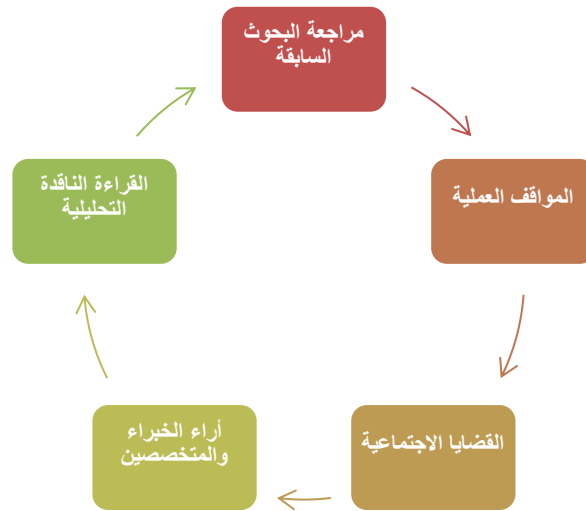 مراجعة البحوث
السابقة
المواقف العملية
القضايا الاجتماعية
أراء الخبراء
والمتخصصين
القراءة الناقدة
التحليلية